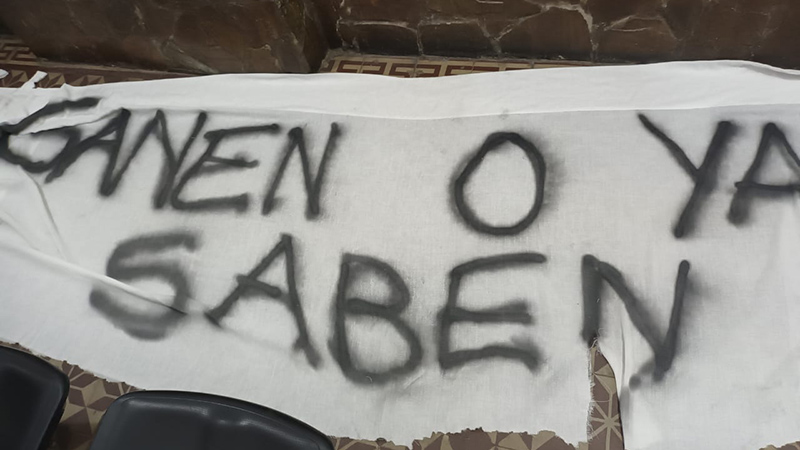 GANEN O YA
SABEN